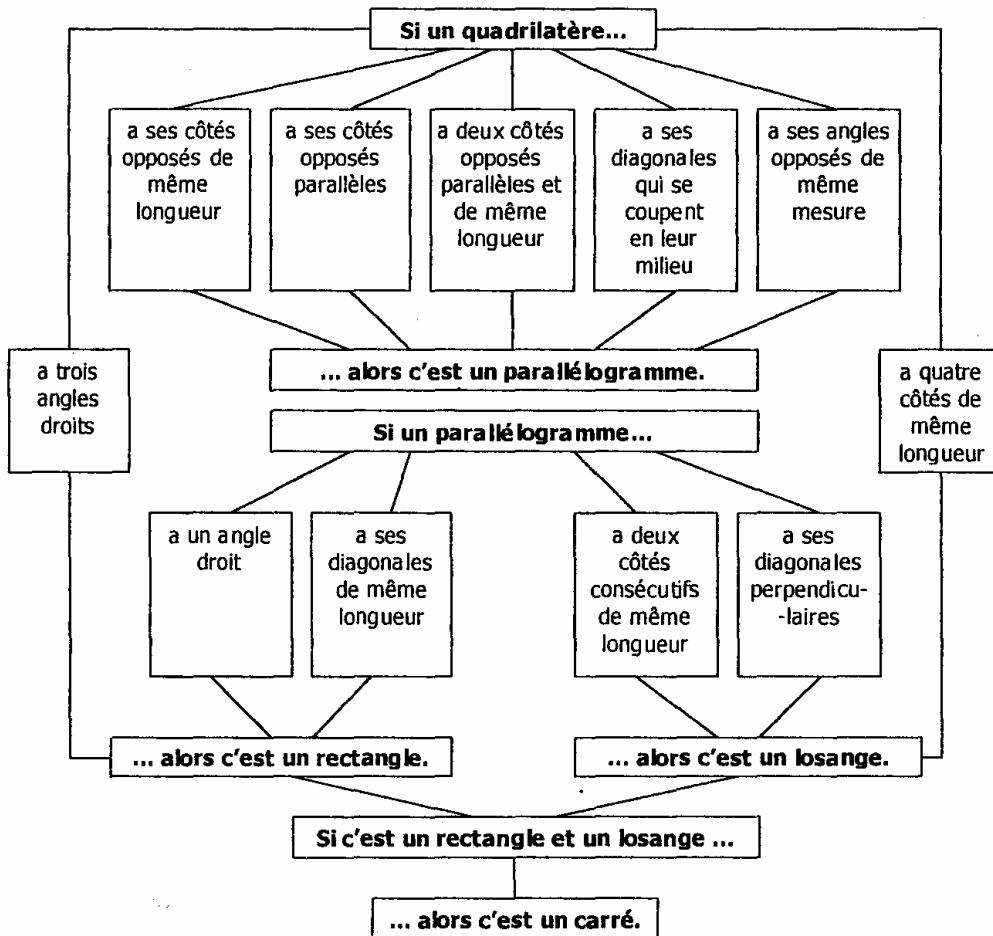 Si un quadrilatère...
a ses côtés
opposés de
même
longueur
a ses côtés
opposés
parallèles
a deux côtés
opposés
parallèles et
de même
longueur
a ses
diagonales
qui se
coupent
en leur
milieu
a ses angles
opposés de
même
mesure
a trois
angles
droits
... alors c'est un parallélogramme.
a quatre
côtés de
même
longueur
Si un parallélogramme...
a un angle
droit
a ses
diagonales
de même
longueur
a deux
côtés
consécutifs
de même
longueur
a ses
diagonales
perpendicu-
-laires
... alors c'est un rectangle.
... alors c'est un losange.
Si c'est un rectangle et un losange ...
... alors c'est un carré.